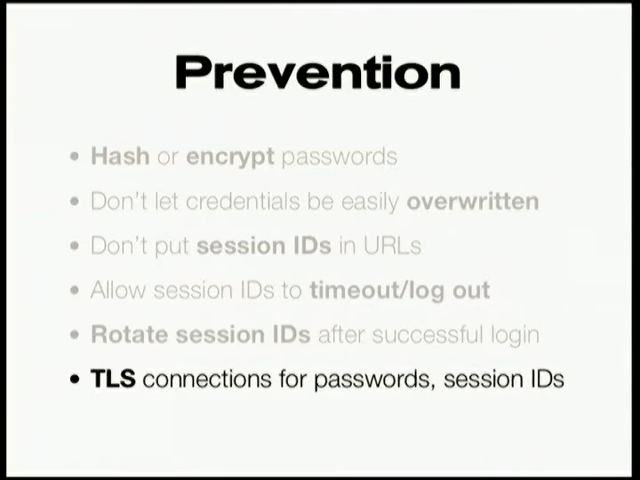 Prevention
• Hash or encrypt passwords
• Don't let credentials be easily overwritten
• Don't put session IDs in URLs
• Allow session IDs to timeout/log out
• Rotate session IDs after successful login
• TLS connections for passwords, session IDs